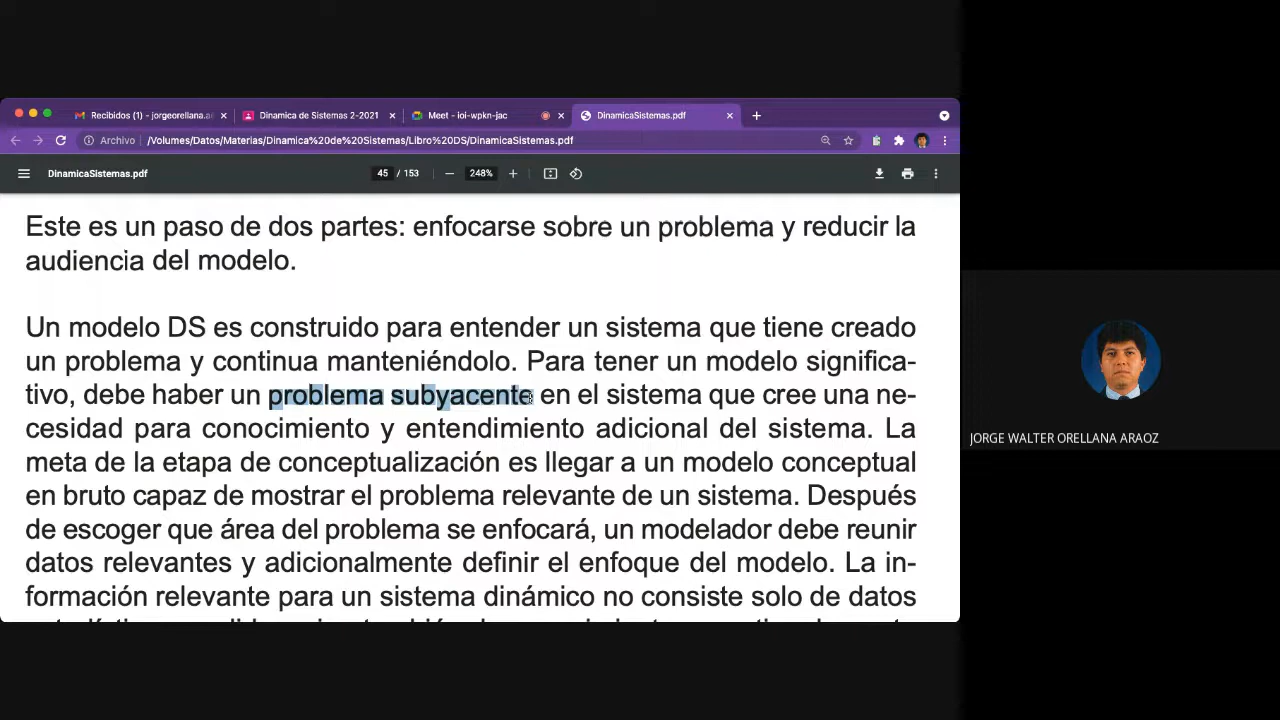 Recibidos (1) - jorgeorellana.a
Dinamica de Sistemas 2-2021
Meet - ioi-wpkn-jac
DinamicaSistemas.pdf
Archivo
/Volumes/Datos/Materias/Dinamica%20de%20Sistemas/Libro%20DS/DinamicaSistemas.pdf
DinamicaSistemas.pdf
45 / 153
248%
Este es un paso de dos partes: enfocarse sobre un problema y reducir la
audiencia del modelo.
Un modelo DS es construido para entender un sistema que tiene creado
un problema y continua manteniéndolo. Para tener un modelo significa-
tivo, debe haber un problema subyacente en el sistema que cree una ne-
cesidad para conocimiento y entendimiento adicional del sistema. La
meta de la etapa de conceptualización es llegar a un modelo conceptual
en bruto capaz de mostrar el problema relevante de un sistema. Después
de escoger que área del problema se enfocará, un modelador debe reunir
datos relevantes y adicionalmente definir el enfoque del modelo. La in-
formación relevante para un sistema dinámico no consiste solo de datos
JORGE WALTER ORELLANA ARAOZ